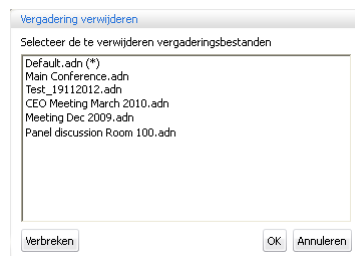 Vergadering verwijderen
Selecteer de te verwijderen vergaderingsbestanden
Default.adn (*)
Main Conference.adn
Test_19112012.adn
CEO Meeting March 2010.adn
Meeting Dec 2009.adn
Panel discussion Room 100.adn
Verbreken OK Annuleren